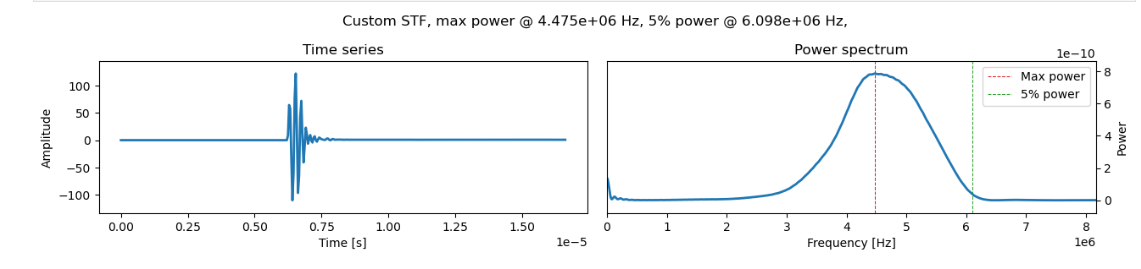 Custom STF, max power @ 4.475e+06 Hz, 5% power @ 6.098e+06 Hz,
Time series
Amplitude
100
50
0
−50
−100
0.00 0.25 0.50 0.75 1.00 1.25 1.50
1e−5
Time [s]
Power spectrum
1e−10
Max power
5% power
8
6
4
2
0
Power
0 1 2 3 4 5 6 7 8
1e6
Frequency [Hz]